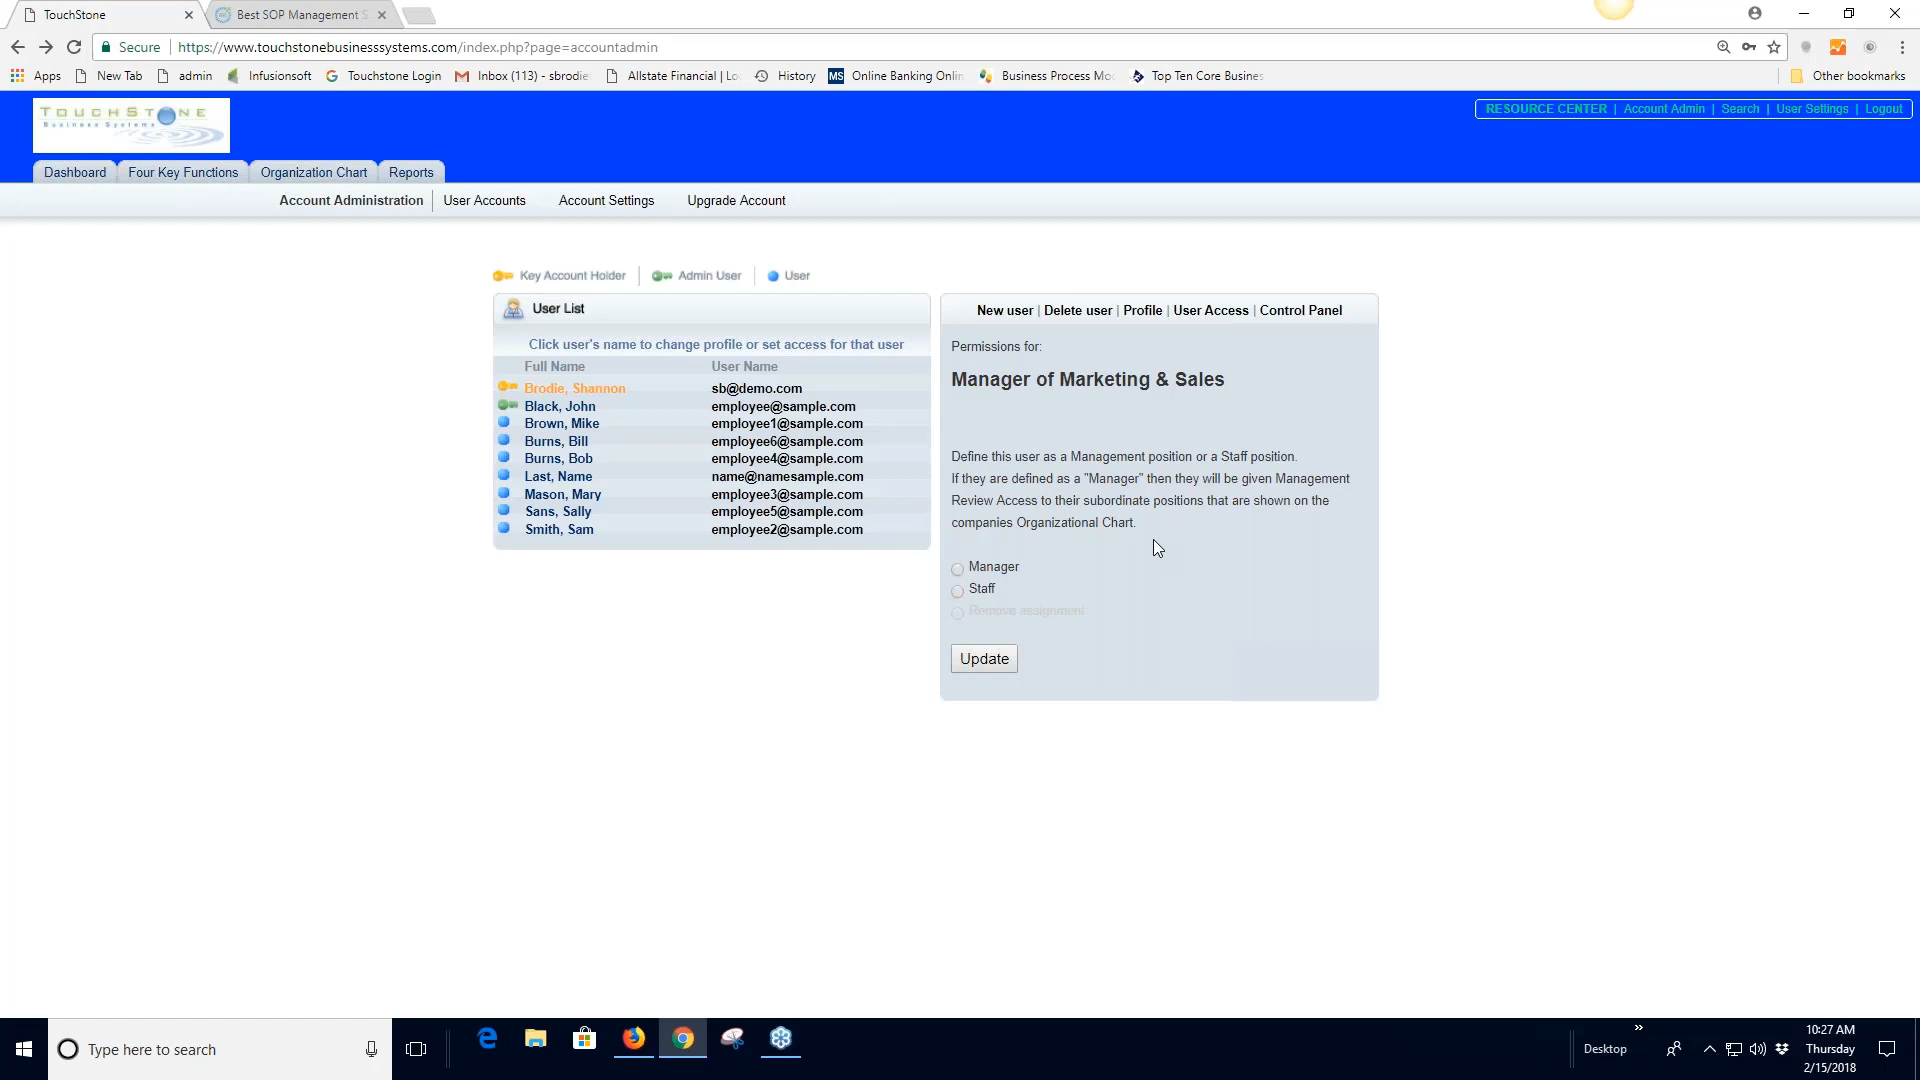 TouchStone
Best SOP Management S
Secure
https://www.touchstonebusinesssystems.com/index.php?page=accountadmin
Apps
New Tab
admin
Infusionsoft
Touchstone Login
Inbox (113) - sbrodie
Allstate Financial | Lo
History
MS
Online Banking Onlin
Business Process Mo
Top Ten Core Busines
Other bookmarks
TOUCHSTONE
Business Systems
RESOURCE CENTER | Account Admin | Search | User Settings | Logout
Dashboard
Four Key Functions
Organization Chart
Reports
Account Administration
User Accounts
Account Settings
Upgrade Account
Key Account Holder
Admin User
User
User List
Click user's name to change profile or set access for that user
Full Name User Name
Brodie, Shannon sb@demo.com
Black, John employee@sample.com
Brown, Mike employee1@sample.com
Burns, Bill employee6@sample.com
Burns, Bob employee4@sample.com
Last, Name name@namesample.com
Mason, Mary employee3@sample.com
Sans, Sally employee5@sample.com
Smith, Sam employee2@sample.com
New user | Delete user | Profile | User Access | Control Panel
Permissions for:
Manager of Marketing & Sales
Define this user as a Management position or a Staff position.
If they are defined as a "Manager" then they will be given Management
Review Access to their subordinate positions that are shown on the
companies Organizational Chart.
Manager
Staff
Remove assignment
Update
Type here to search
Desktop
10:27 AM
Thursday
2/15/2018